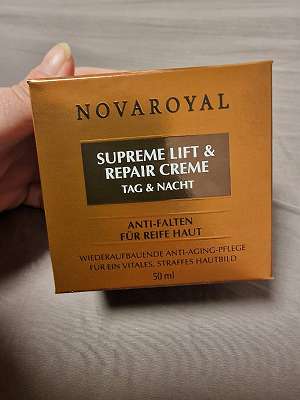 NOVAROYAL
SUPREME LIFT &
REPAIR CREME
TAG & NACHT
ANTI-FALTEN
FÜR REIFE HAUT
WIEDERAUFBAUENDE ANTI-AGING-PFLEGE
FÜR EIN VITALES, STRAFFES HAUTBILD
50 ml